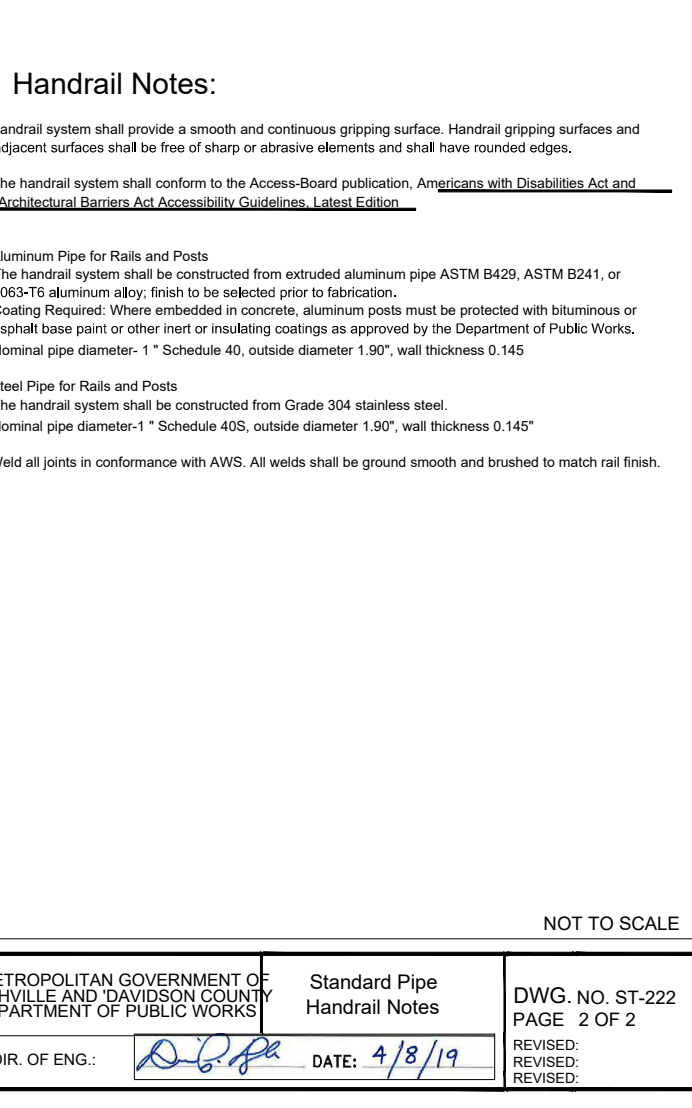 Handrail Notes:
andrail system shall provide a smooth and continuous gripping surface. Handrail gripping surfaces and
djacent surfaces shall be free of sharp or abrasive elements and shall have rounded edges.
he handrail system shall conform to the Access-Board publication, Americans with Disabilities Act and
Architectural Barriers Act Accessibility Guidelines, Latest Edition
luminum Pipe for Rails and Posts
The handrail system shall be constructed from extruded aluminum pipe ASTM B429, ASTM B241, or
063-T6 aluminum alloy; finish to be selected prior to fabrication.
Coating Required: Where embedded in concrete, aluminum posts must be protected with bituminous or
sphalt base paint or other inert or insulating coatings as approved by the Department of Public Works.
Nominal pipe diameter- 1 " Schedule 40, outside diameter 1.90", wall thickness 0.145
teel Pipe for Rails and Posts
he handrail system shall be constructed from Grade 304 stainless steel.
Nominal pipe diameter-1 " Schedule 40S, outside diameter 1.90", wall thickness 0.145"
Weld all joints in conformance with AWS. All welds shall be ground smooth and brushed to match rail finish.
NOT TO SCALE
ETROPOLITAN GOVERNMENT OF
HVILLE AND 'DAVIDSON COUNTY
PARTMENT OF PUBLIC WORKS
Standard Pipe
Handrail Notes
DWG. NO. ST-222
PAGE 2 OF 2
DIR. OF ENG.:
DATE: 4/8/19
REVISED:
REVISED:
REVISED: